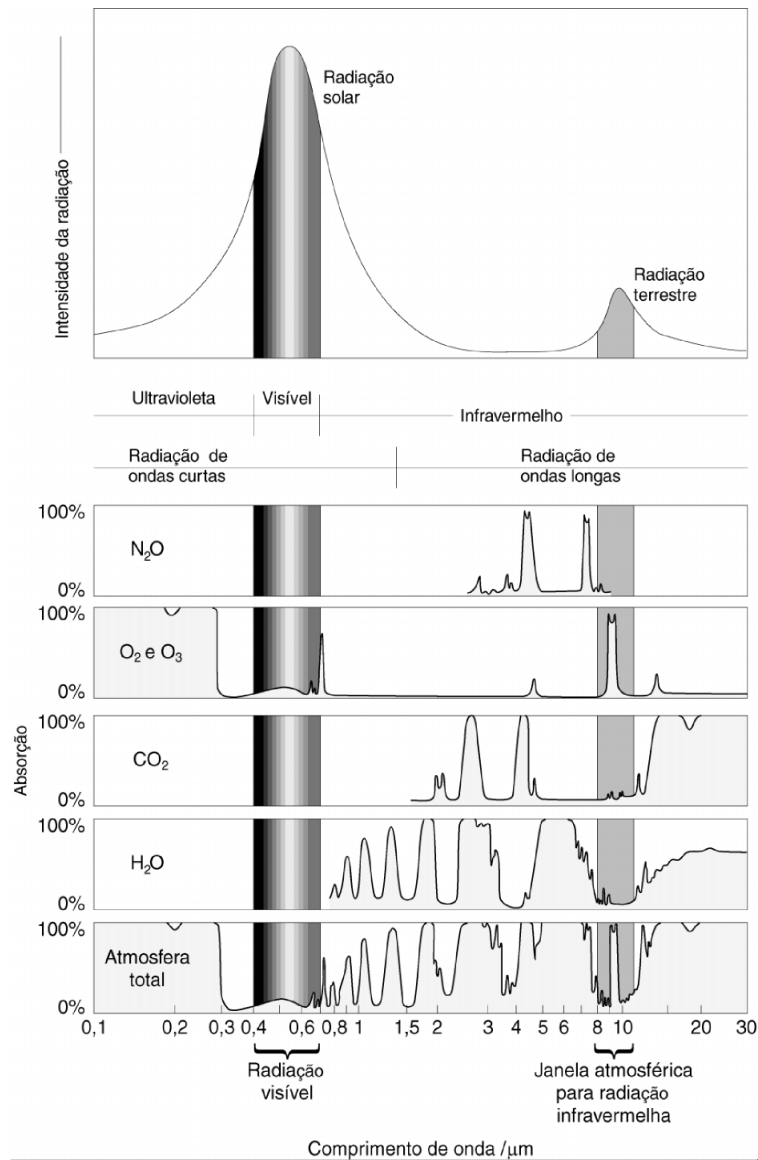 Intensidade da radiação
Radiação
solar
Radiação
terrestre
Ultravioleta
Visível
Infravermelho
Radiação de
ondas curtas
Radiação de
ondas longas
Absorção
100%
N₂O
0%
100%
O₂ e O₃
0%
100%
CO₂
0%
100%
H₂O
0%
100%
Atmosfera
total
0%
0,1 0,2 0,3 0,4 0,6 0,8 1 1,5 2 3 4 5 6 8 10 20 30
Radiação
visível
Janela atmosférica
para radiação
infravermelha
Comprimento de onda /μm